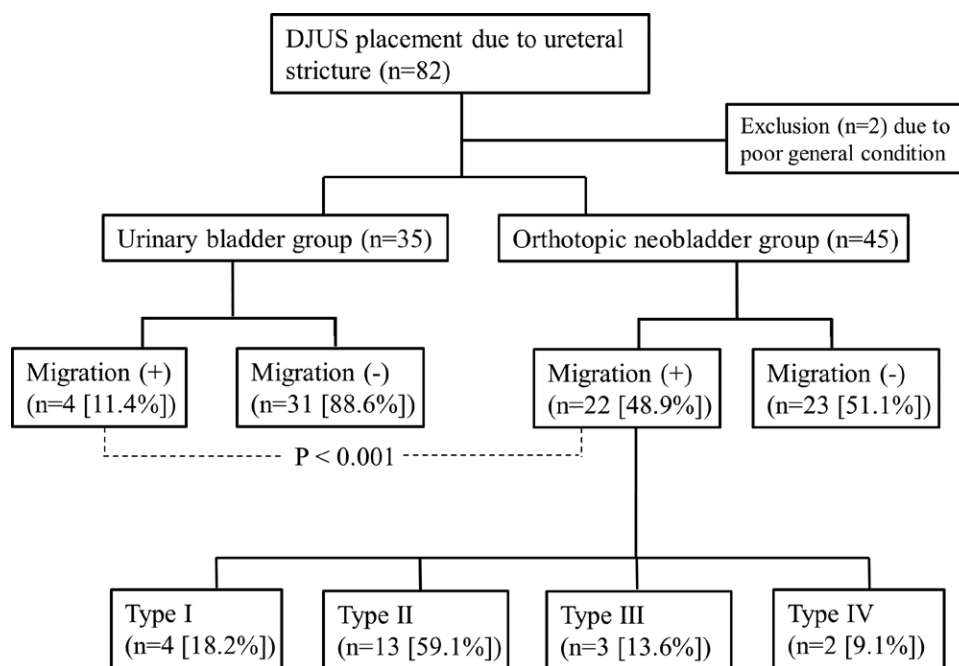 DJUS placement due to ureteral
stricture (n=82)
Exclusion (n=2) due to
poor general condition
Urinary bladder group (n=35)
Orthotopic neobladder group (n=45)
Migration (+)
(n=4 [11.4%])
Migration (-)
(n=31 [88.6%])
Migration (+)
(n=22 [48.9%])
Migration (-)
(n=23 [51.1%])
P < 0.001
Type I
(n=4 [18.2%])
Type II
(n=13 [59.1%])
Type III
(n=3 [13.6%])
Type IV
(n=2 [9.1%])